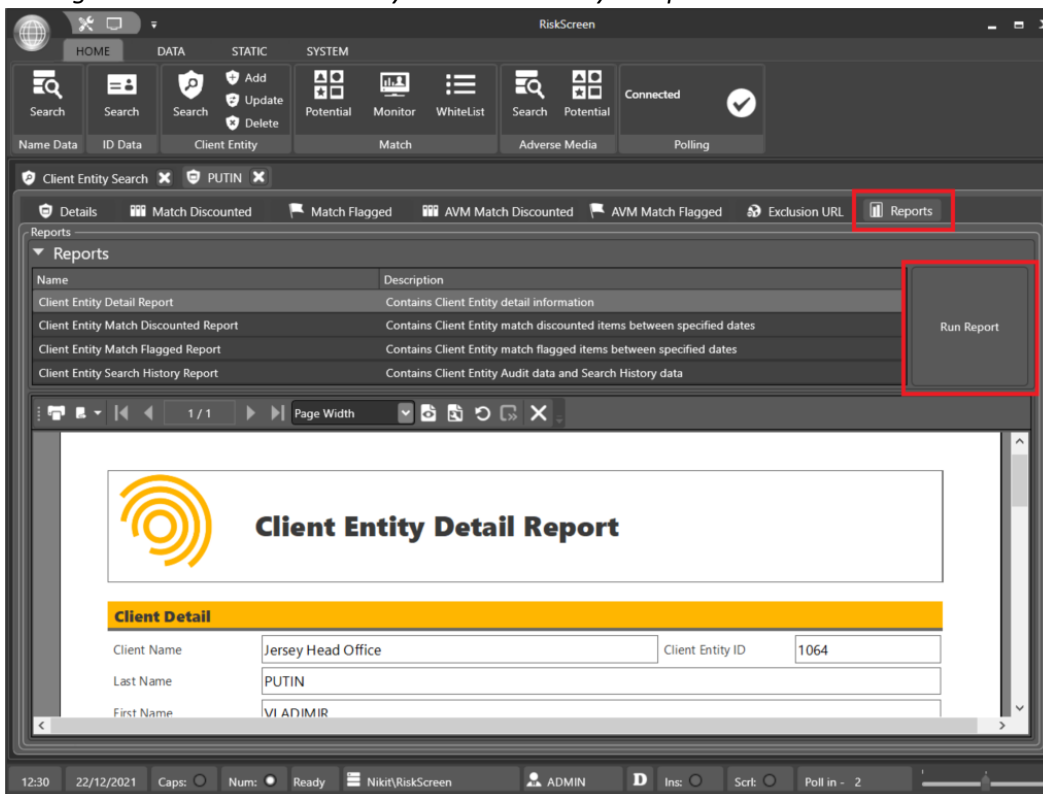 RiskScreen
HOME DATA STATIC SYSTEM
Search Search Search Add Update Delete Potential Monitor WhiteList Search Potential Connected
Name Data ID Data Client Entity Match Adverse Media Polling
Client Entity Search PUTIN
Details Match Discounted Match Flagged AVM Match Discounted AVM Match Flagged Exclusion URL Reports
Reports
Reports
Name Description
Client Entity Detail Report Contains Client Entity detail information
Client Entity Match Discounted Report Contains Client Entity match discounted items between specified dates
Run Report
Client Entity Match Flagged Report Contains Client Entity match flagged items between specified dates
Client Entity Search History Report Contains Client Entity Audit data and Search History data
1 / 1 Page Width
Client Entity Detail Report
Client Detail
Client Name Jersey Head Office Client Entity ID 1064
Last Name PUTIN
First Name VLADIMIR
12:30 22/12/2021 Caps: Num: Ready Nikit\RiskScreen ADMIN D Ins: Scrl: Poll in - 2